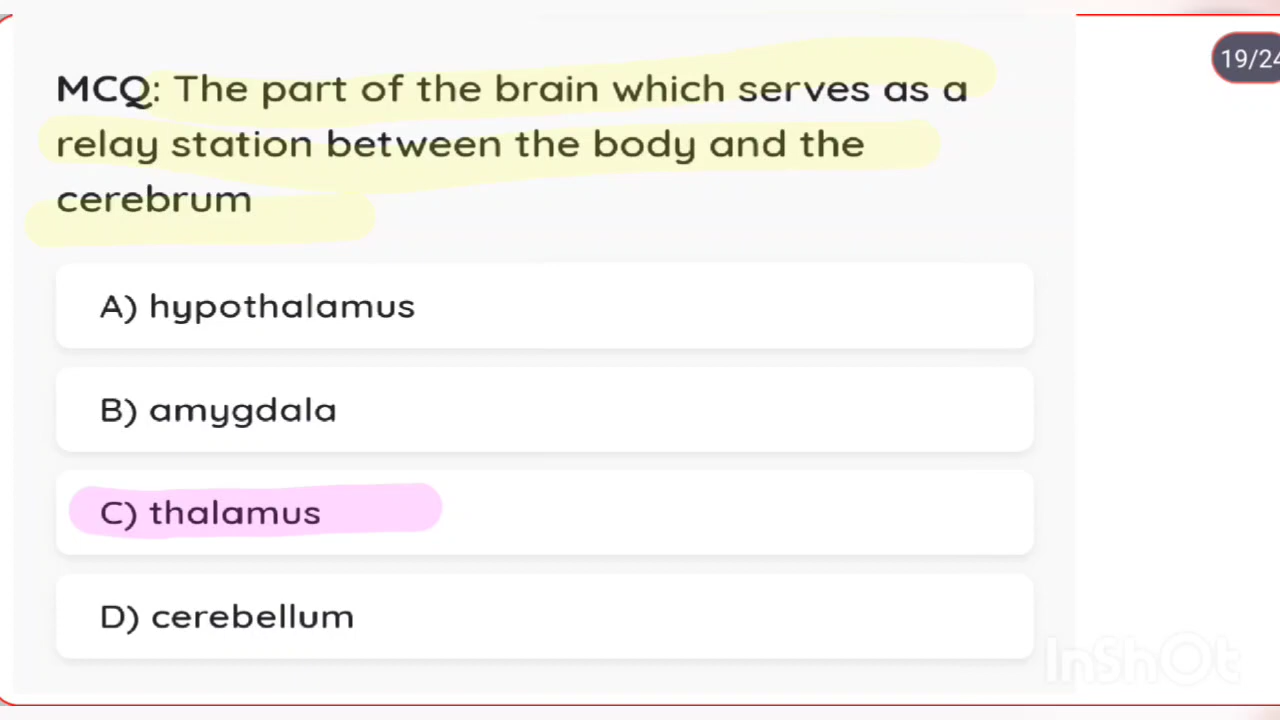 19/24
MCQ: The part of the brain which serves as a
relay station between the body and the
cerebrum
A) hypothalamus
B) amygdala
C) thalamus
D) cerebellum
InShOt